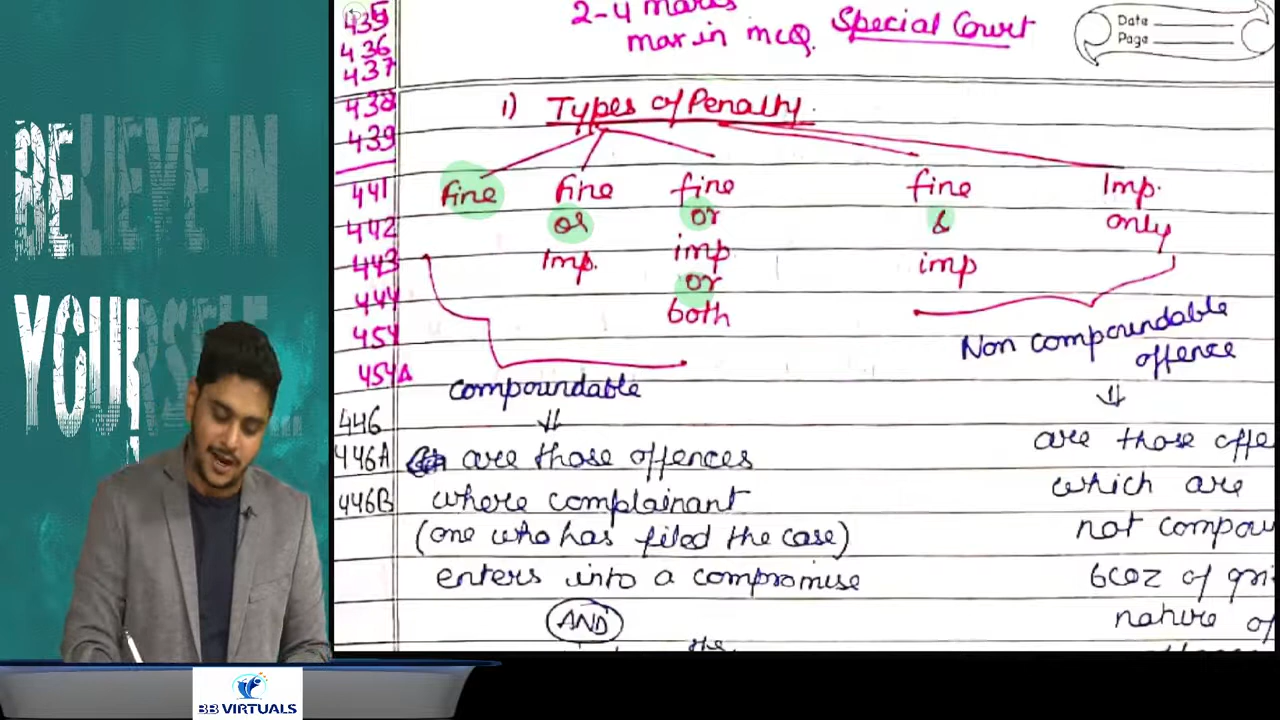 BELIEVE IN
YOURSELF...
BB VIRTUALS
435
436
437
438
439
441
442
443
444
454
454A
446
446A
446B
2-4 marks
max in mcq. Special Court
Date
Page
1) Types of Penalty.
Fine Fine fine fine Imp.
or or & only
Imp. imp imp
or
both
Non compoundable
offence
compoundable
⇓ ⇓
are those offences are those offe
where complainant which are
(one who has filed the case) not compou
enters into a compromise bcoz of
AND nature of
the